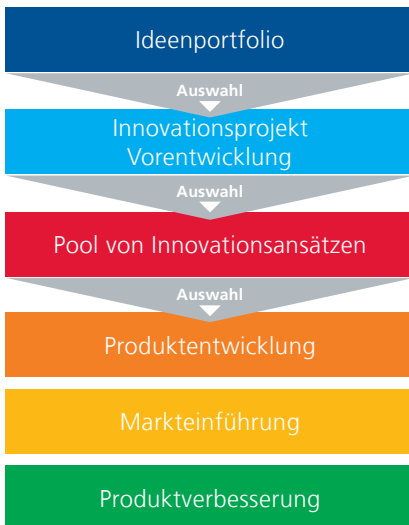 Ideenportfolio
Auswahl
Innovationsprojekt
Vorentwicklung
Auswahl
Pool von Innovationsansätzen
Auswahl
Produktentwicklung
Markteinführung
Produktverbesserung